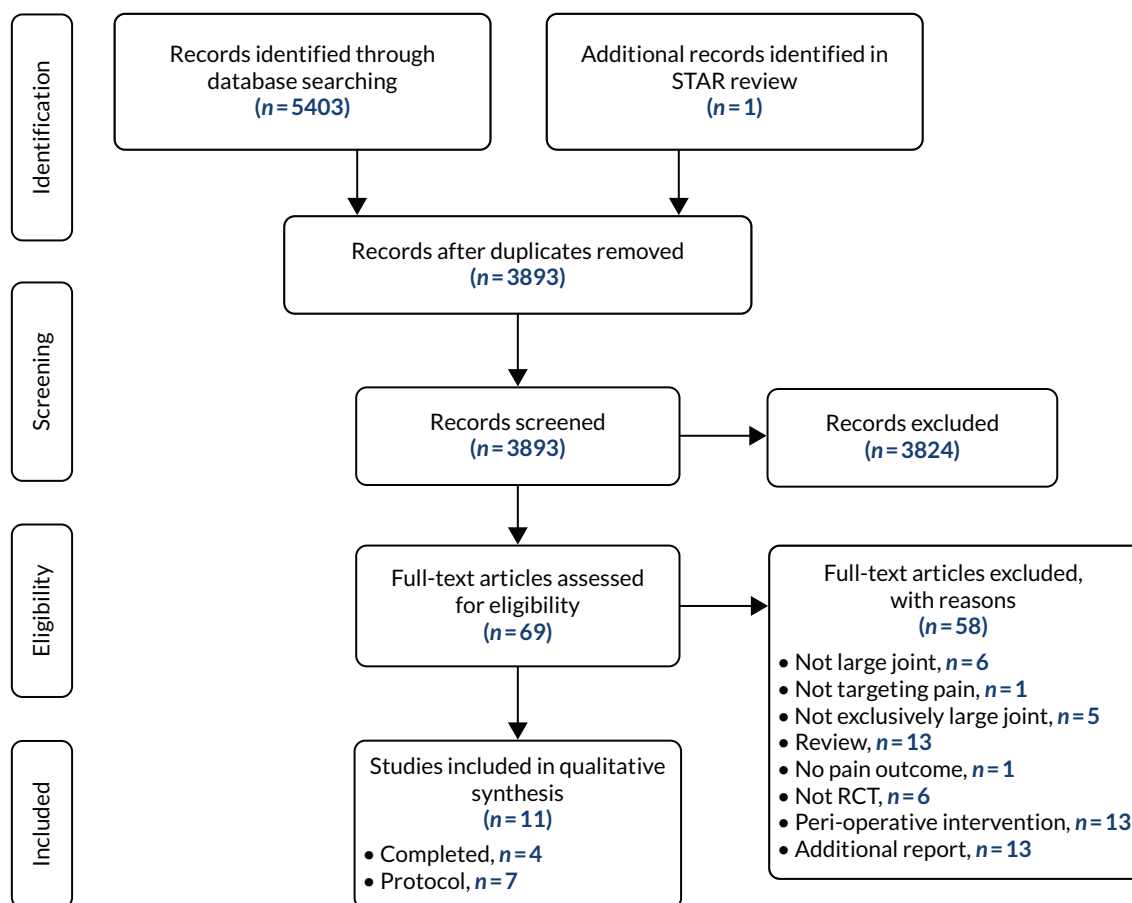 Identification
Records identified through
database searching
(n = 5403)
Additional records identified in
STAR review
(n = 1)
Records after duplicates removed
(n = 3893)
Screening
Records screened
(n = 3893)
Records excluded
(n = 3824)
Eligibility
Full-text articles assessed
for eligibility
(n = 69)
Full-text articles excluded,
with reasons
(n = 58)
• Not large joint, n = 6
• Not targeting pain, n = 1
• Not exclusively large joint, n = 5
• Review, n = 13
• No pain outcome, n = 1
• Not RCT, n = 6
• Peri-operative intervention, n = 13
• Additional report, n = 13
Included
Studies included in qualitative
synthesis
(n = 11)
• Completed, n = 4
• Protocol, n = 7